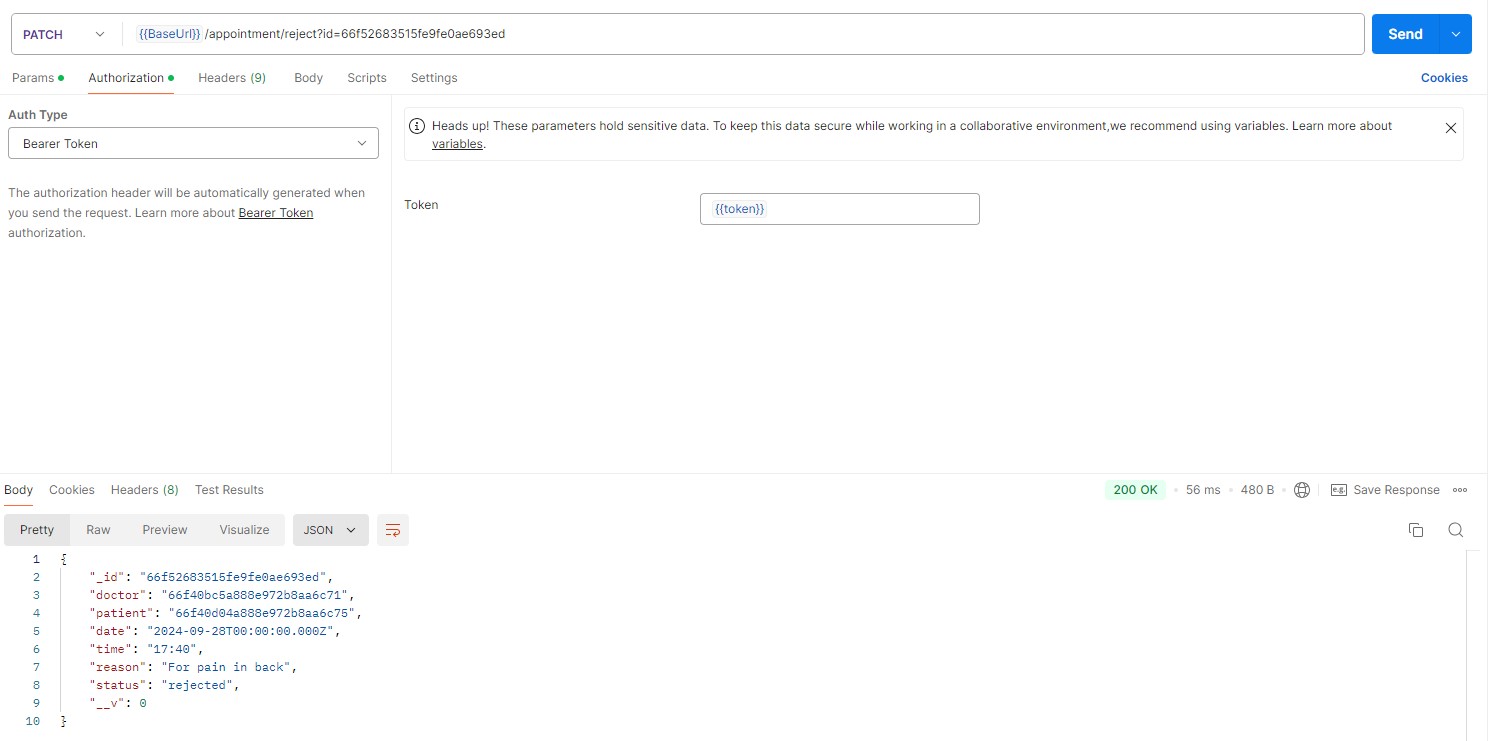 PATCH {{BaseUrl}} /appointment/reject?id=66f52683515fe9fe0ae693ed Send
Params Authorization Headers (9) Body Scripts Settings Cookies
Auth Type
Bearer Token
The authorization header will be automatically generated when
you send the request. Learn more about Bearer Token
authorization.
Heads up! These parameters hold sensitive data. To keep this data secure while working in a collaborative environment,we recommend using variables. Learn more about
variables.
Token {{token}}
Body Cookies Headers (8) Test Results 200 OK 56 ms 480 B e.g. Save Response
Pretty Raw Preview Visualize JSON
1 {
2 "_id": "66f52683515fe9fe0ae693ed",
3 "doctor": "66f40bc5a888e972b8aa6c71",
4 "patient": "66f40d04a888e972b8aa6c75",
5 "date": "2024-09-28T00:00:00.000Z",
6 "time": "17:40",
7 "reason": "For pain in back",
8 "status": "rejected",
9 "__v": 0
10 }